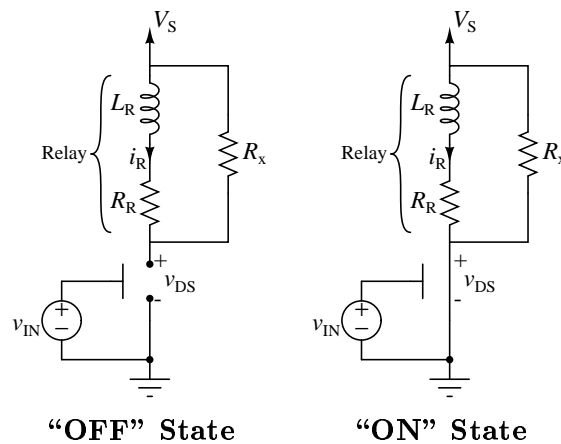 V_S
L_R
Relay
i_R
R_x
R_R
+
v_DS
-
v_IN
+
−
"OFF" State
V_S
L_R
Relay
i_R
R_x
R_R
+
v_DS
-
v_IN
+
−
"ON" State